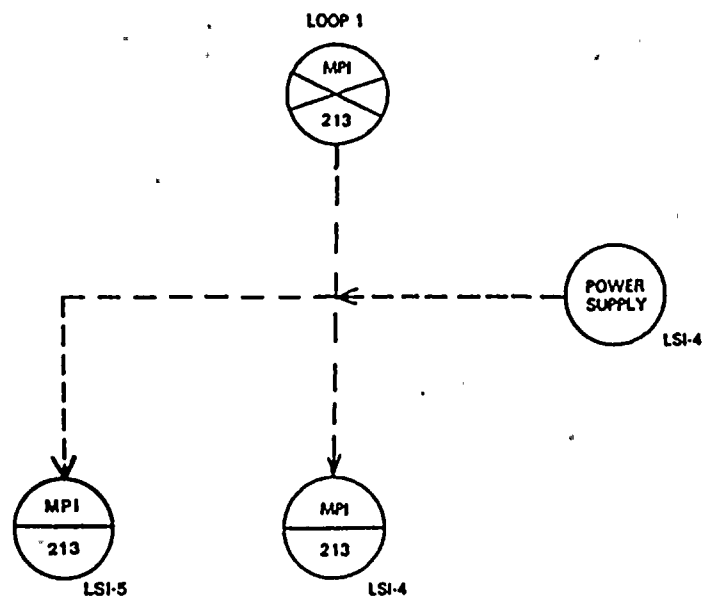 LOOP 1
MPI
213
POWER
SUPPLY
LSI-4
MPI
213
LSI-5
MPI
213
LSI-4